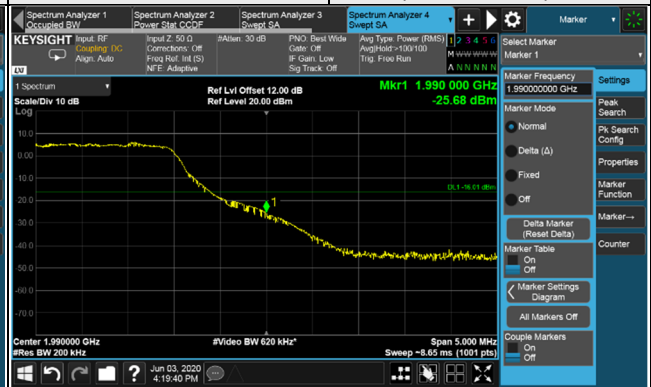 Spectrum Analyzer 1
Occupied BW
Spectrum Analyzer 2
Power Stat CCDF
Spectrum Analyzer 3
Swept SA
Spectrum Analyzer 4
Swept SA
Marker
KEYSIGHT
LXI
Input: RF
Coupling: DC
Align: Auto
Input Z: 50 Ω
Corrections: Off
Freq Ref: Int (S)
NFE: Adaptive
#Atten: 30 dB
PNO: Best Wide
Gate: Off
IF Gain: Low
Sig Track: Off
Avg Type: Power (RMS)
Avg|Hold:>100/100
Trig: Free Run
1 2 3 4 5 6
M W W W W W
A N N N N N
Select Marker
Marker 1
1 Spectrum
Scale/Div 10 dB
Log
Ref Lvl Offset 12.00 dB
Ref Level 20.00 dBm
Mkr1 1.990 000 GHz
-25.68 dBm
10.0
0.00
-10.0
-20.0
-30.0
-40.0
-50.0
-60.0
-70.0
DL1 -16.01 dBm
1
Center 1.990000 GHz
#Res BW 200 kHz
#Video BW 620 kHz*
Span 5.000 MHz
Sweep ~8.65 ms (1001 pts)
Marker Frequency
1.990000000 GHz
Marker Mode
Normal
Delta (Δ)
Fixed
Off
Delta Marker
(Reset Delta)
Marker Table
On
Off
Marker Settings
Diagram
All Markers Off
Couple Markers
On
Off
Settings
Peak
Search
Pk Search
Config
Properties
Marker
Function
Marker→
Counter
Jun 03, 2020
4:19:40 PM